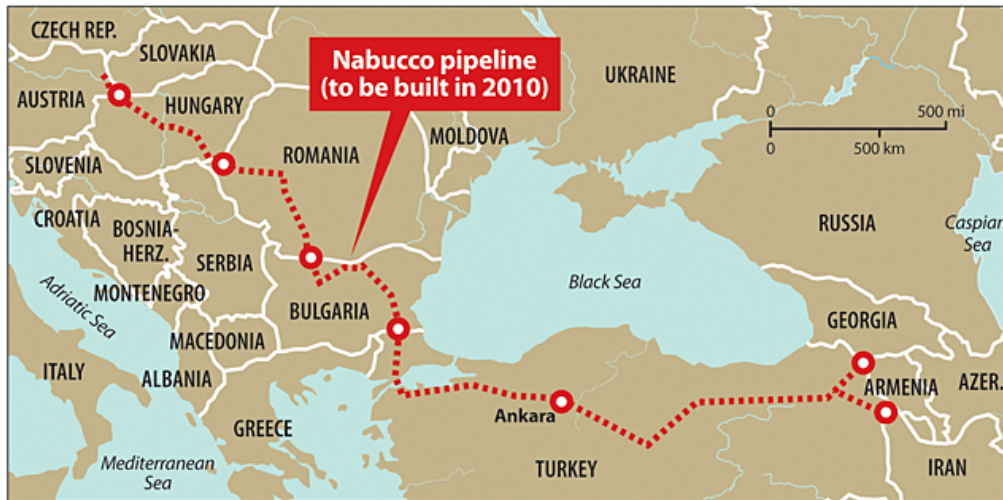 CZECH REP.
SLOVAKIA
AUSTRIA
HUNGARY
Nabucco pipeline
(to be built in 2010)
UKRAINE
0
500 mi
0
500 km
MOLDOVA
ROMANIA
SLOVENIA
CROATIA
BOSNIA-
HERZ.
SERBIA
RUSSIA
Caspian
Sea
Adriatic Sea
MONTENEGRO
Black Sea
BULGARIA
GEORGIA
MACEDONIA
ITALY
ALBANIA
ARMENIA
AZER.
Ankara
GREECE
Mediterranean
Sea
TURKEY
IRAN